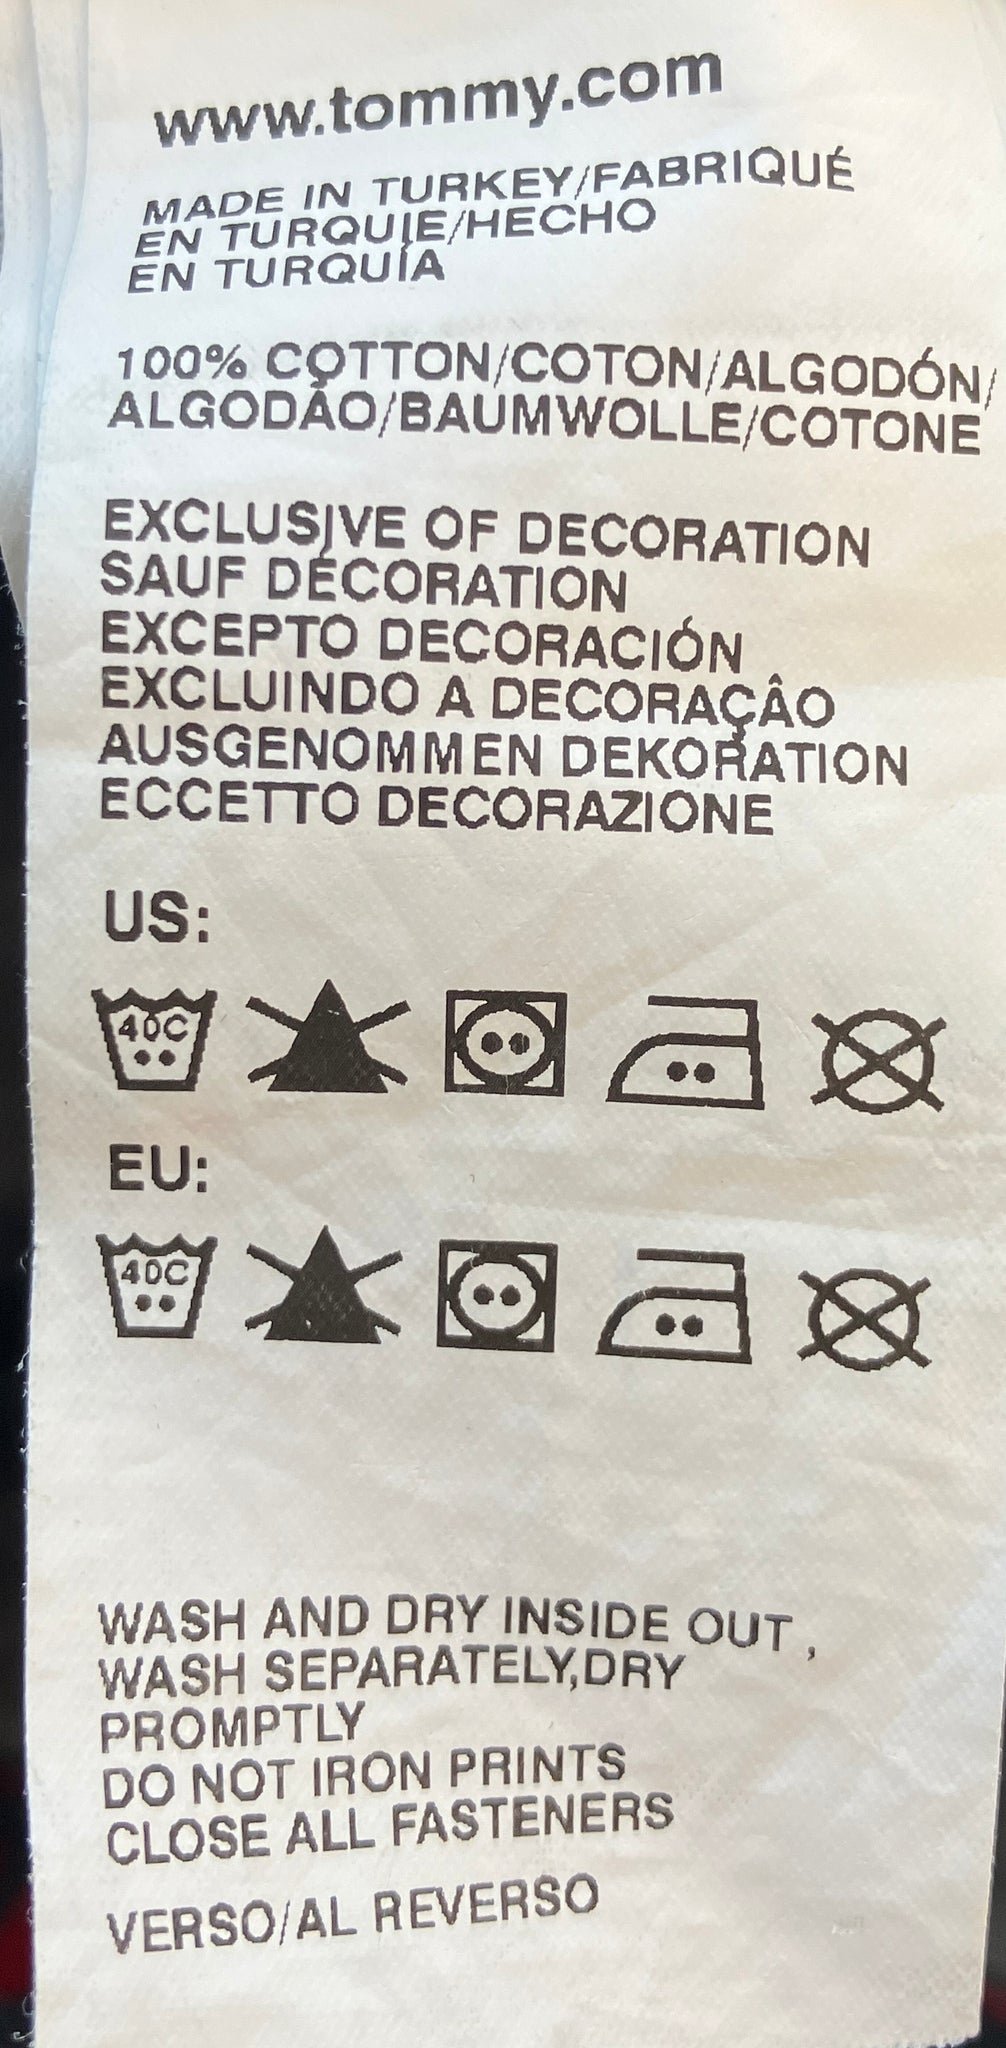 www.tommy.com
MADE IN TURKEY/FABRIQUÉ
EN TURQUIE/HECHO
EN TURQUÍA
100% COTTON/COTON/ALGODÓN/
ALGODÃO/BAUMWOLLE/COTONE
EXCLUSIVE OF DECORATION
SAUF DÉCORATION
EXCEPTO DECORACIÓN
EXCLUINDO A DECORAÇÂO
AUSGENOMMEN DEKORATION
ECCETTO DECORAZIONE
US:
40C
EU:
40C
WASH AND DRY INSIDE OUT ,
WASH SEPARATELY,DRY
PROMPTLY
DO NOT IRON PRINTS
CLOSE ALL FASTENERS
VERSO/AL REVERSO